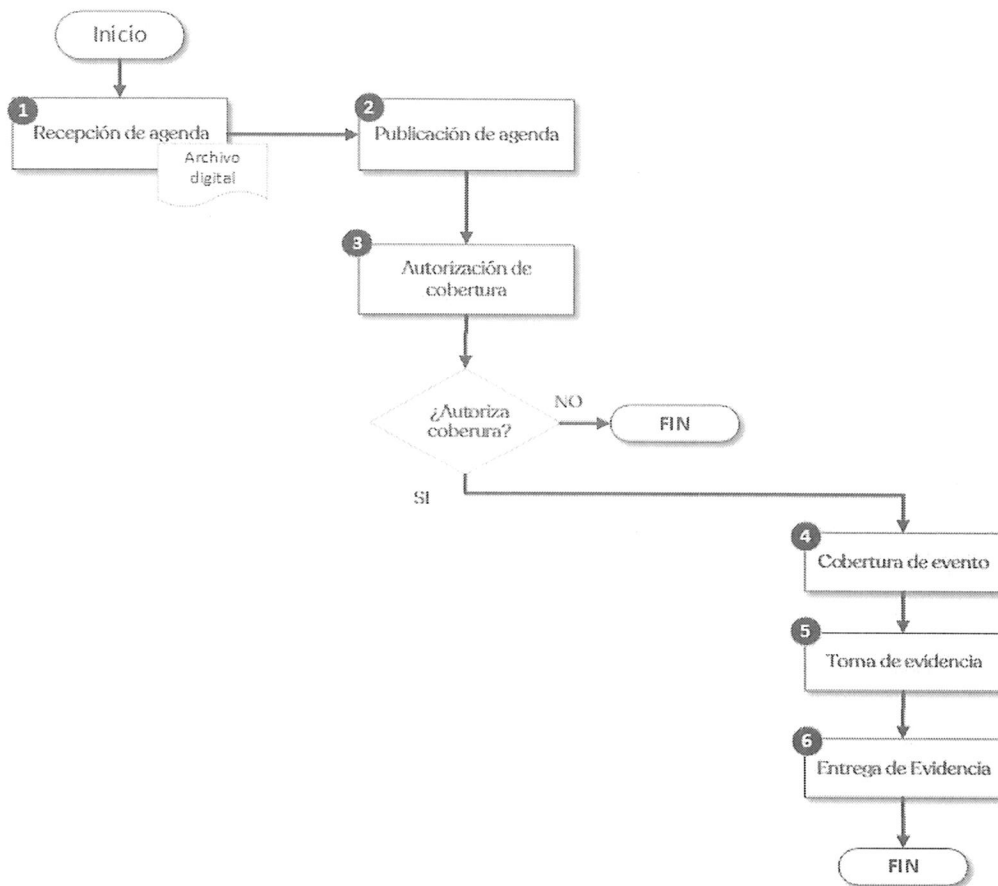 Inicio
1
Recepción de agenda
Archivo
digital
2
Publicación de agenda
3
Autorización de
cobertura
¿Autoriza
coberura?
NO
FIN
SI
4
Cobertura de evento
5
Toma de evidencia
6
Entrega de Evidencia
FIN